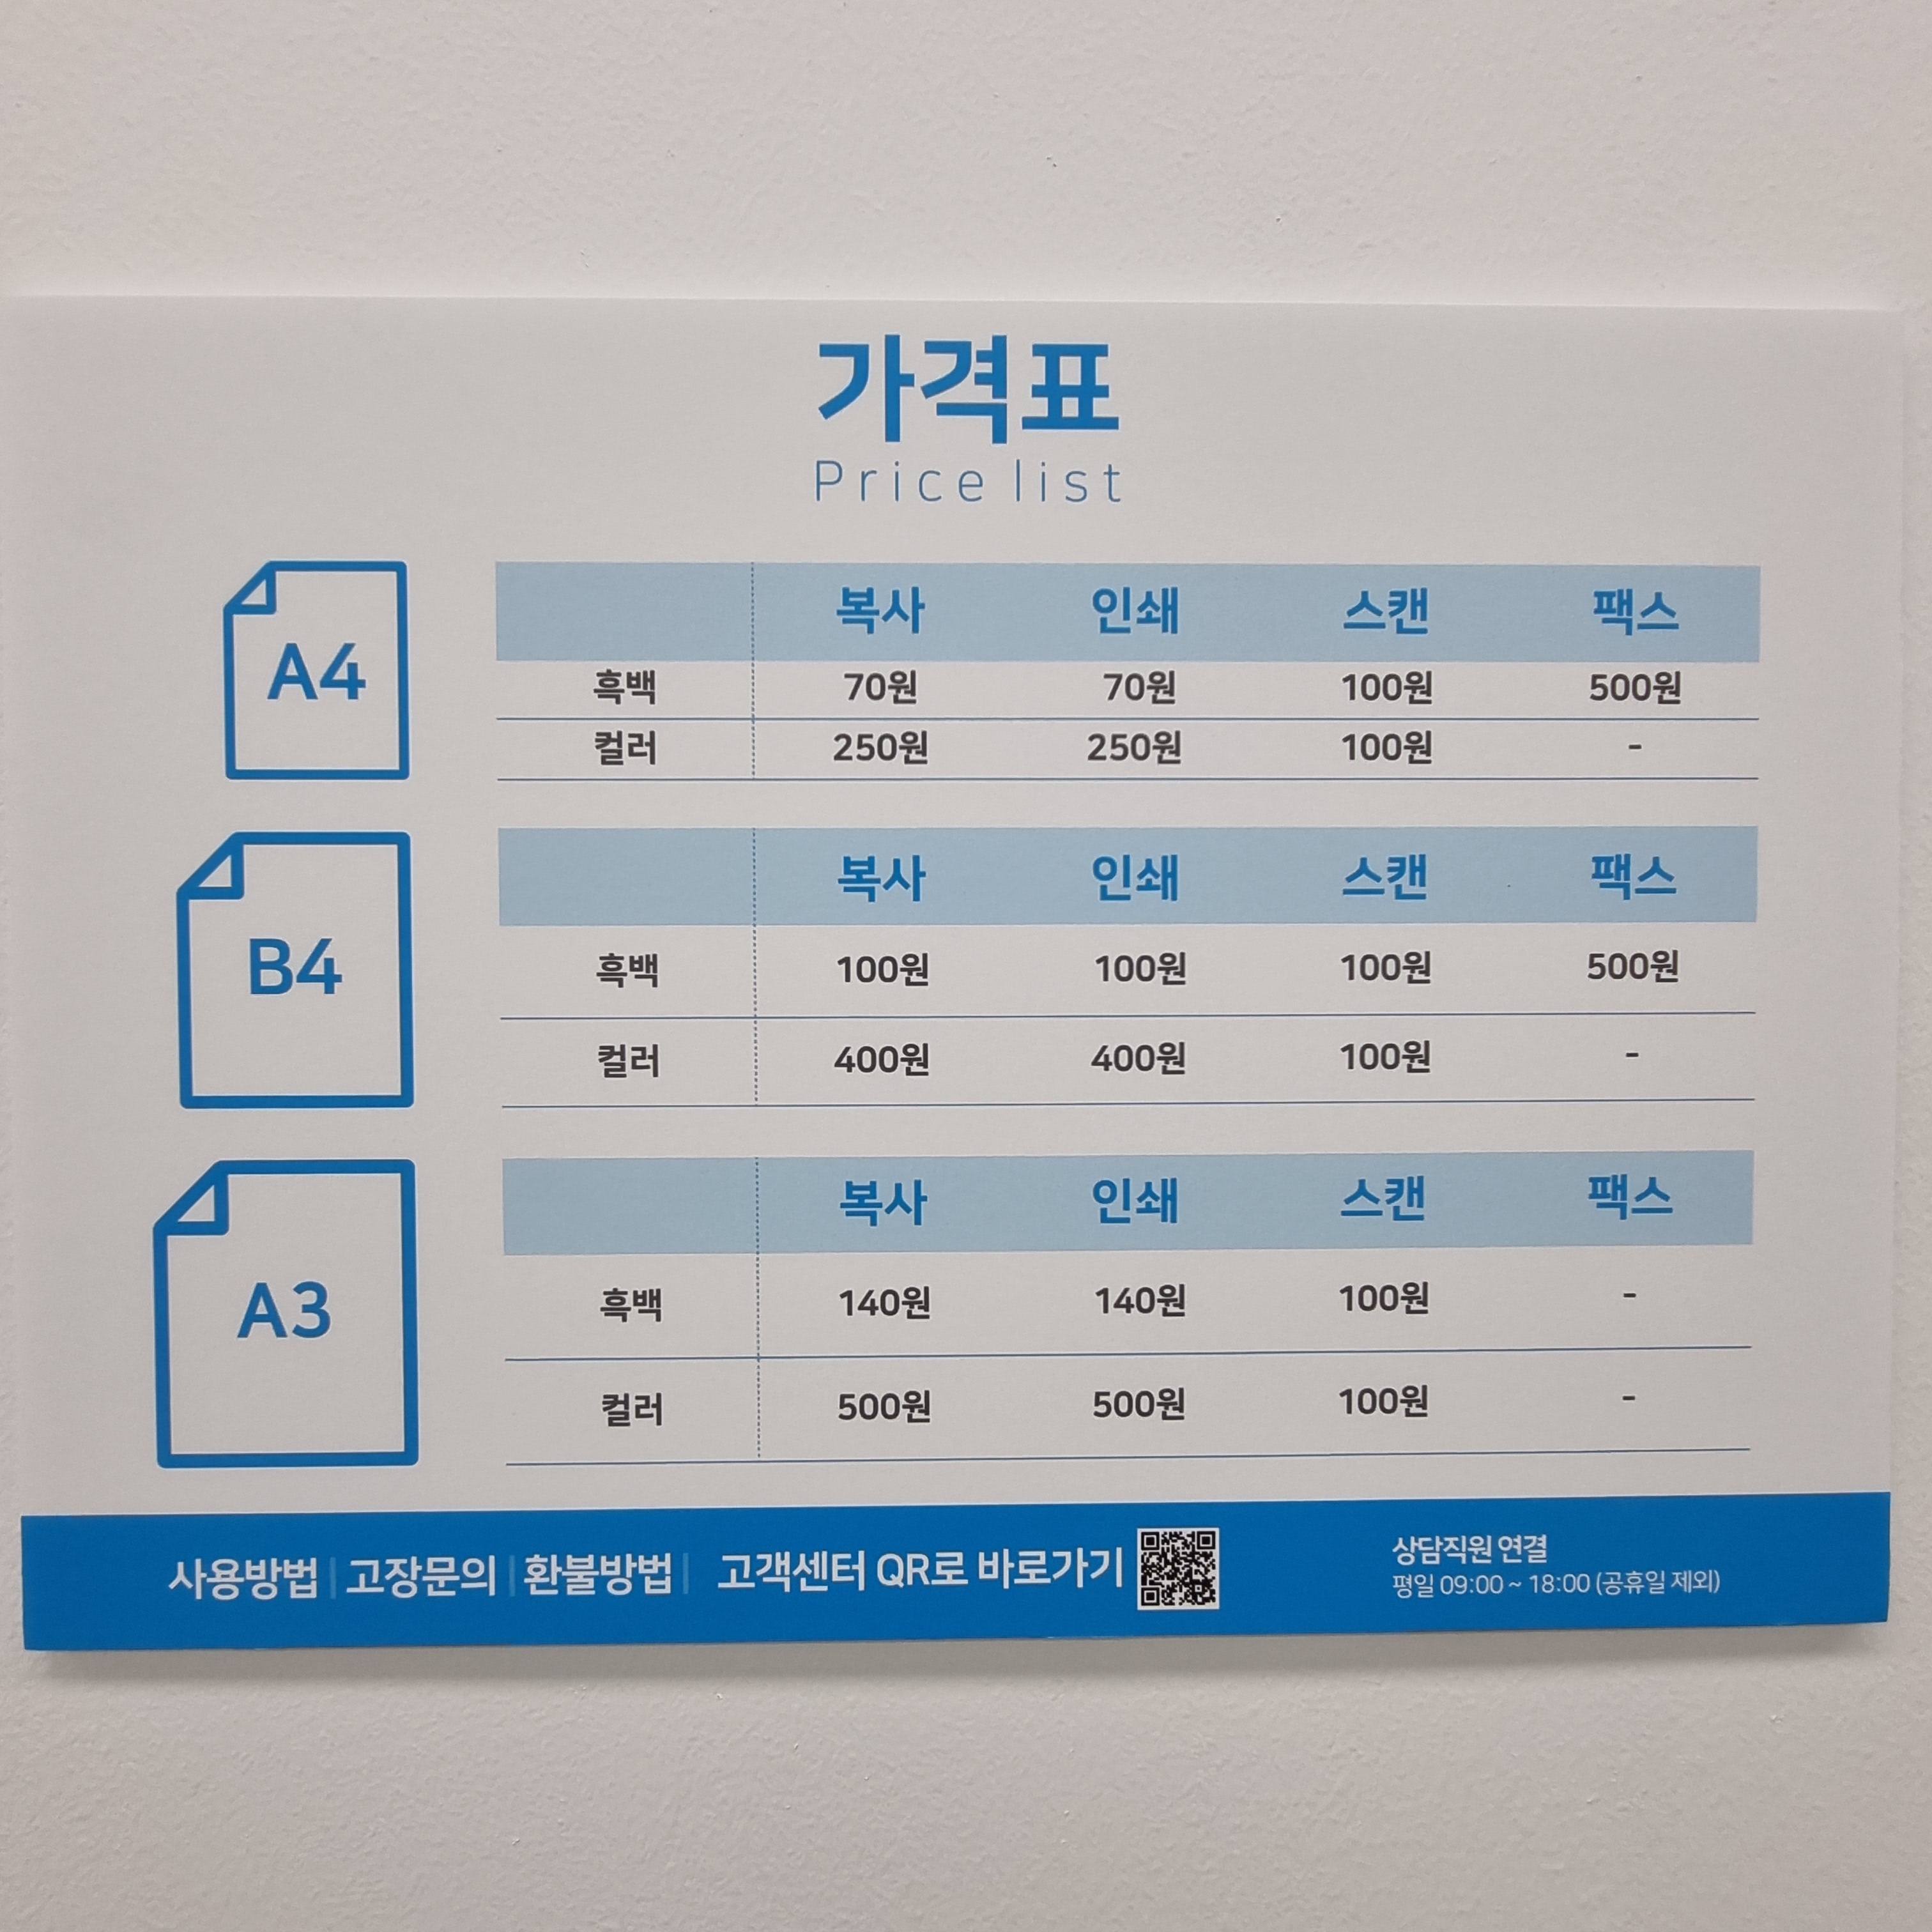 가격표
Price list
A4
복사 인쇄 스캔 팩스
흑백 70원 70원 100원 500원
컬러 250원 250원 100원 -
B4
복사 인쇄 스캔 팩스
흑백 100원 100원 100원 500원
컬러 400원 400원 100원 -
A3
복사 인쇄 스캔 팩스
흑백 140원 140원 100원 -
컬러 500원 500원 100원 -
사용방법 | 고장문의 | 환불방법 | 고객센터 QR로 바로가기
상담직원 연결
평일 09:00 ~ 18:00 (공휴일 제외)